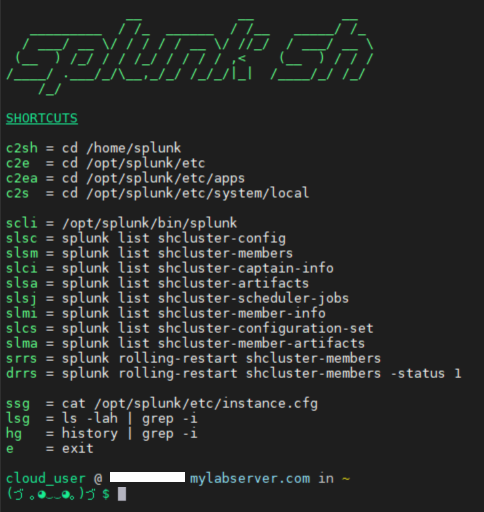 splunk sh
SHORTCUTS
c2sh = cd /home/splunk
c2e = cd /opt/splunk/etc
c2ea = cd /opt/splunk/etc/apps
c2s = cd /opt/splunk/etc/system/local
scli = /opt/splunk/bin/splunk
slsc = splunk list shcluster-config
slsm = splunk list shcluster-members
slci = splunk list shcluster-captain-info
slsa = splunk list shcluster-artifacts
slsj = splunk list shcluster-scheduler-jobs
slmi = splunk list shcluster-member-info
slcs = splunk list shcluster-configuration-set
slma = splunk list shcluster-member-artifacts
srrs = splunk rolling-restart shcluster-members
drrs = splunk rolling-restart shcluster-members -status 1
ssg = cat /opt/splunk/etc/instance.cfg
lsg = ls -lah | grep -i
hg = history | grep -i
e = exit
cloud_user @ mylabserver.com in ~
(づ｡◕‿‿◕｡)づ $